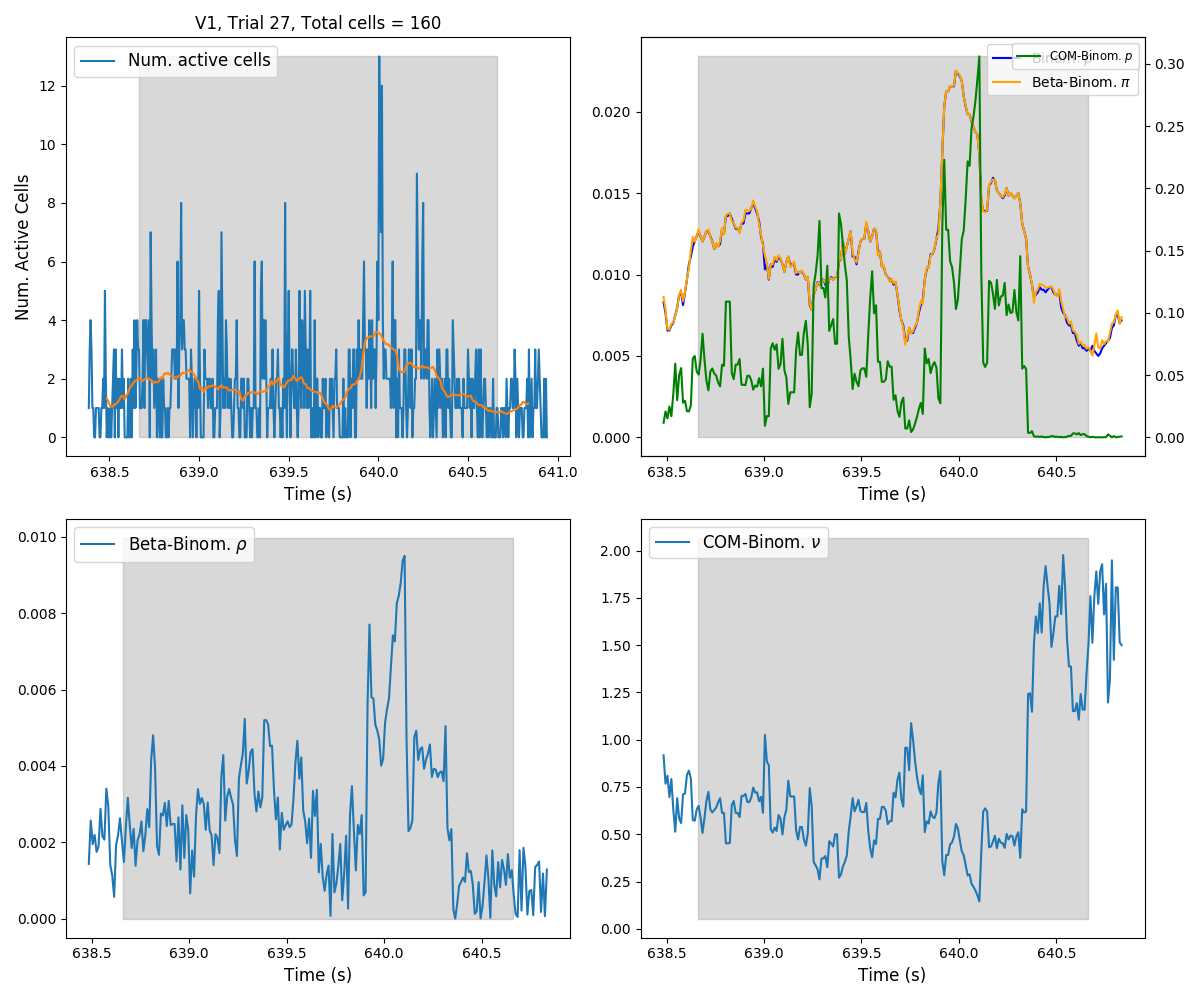 V1, Trial 27, Total cells = 160
Num. active cells
Num. Active Cells
12
10
8
6
4
2
0
638.5 639.0 639.5 640.0 640.5 641.0
Time (s)
COM-Binom. p
Binom. p
Beta-Binom. π
0.020
0.015
0.010
0.005
0.000
0.30
0.25
0.20
0.15
0.10
0.05
0.00
638.5 639.0 639.5 640.0 640.5
Time (s)
Beta-Binom. ρ
0.010
0.008
0.006
0.004
0.002
0.000
638.5 639.0 639.5 640.0 640.5
Time (s)
COM-Binom. ν
2.00
1.75
1.50
1.25
1.00
0.75
0.50
0.25
0.00
638.5 639.0 639.5 640.0 640.5
Time (s)